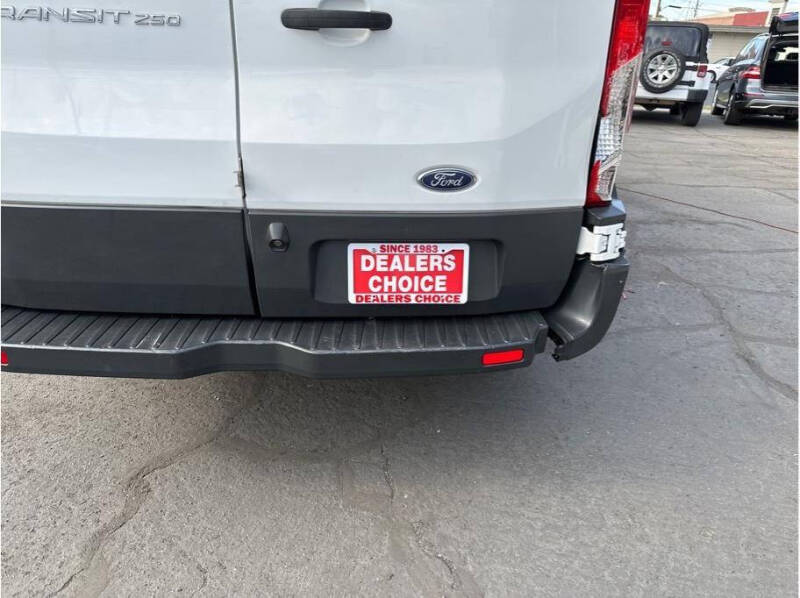 RANSIT 250
Ford
SINCE 1983
DEALERS
CHOICE
DEALERS CHOICE